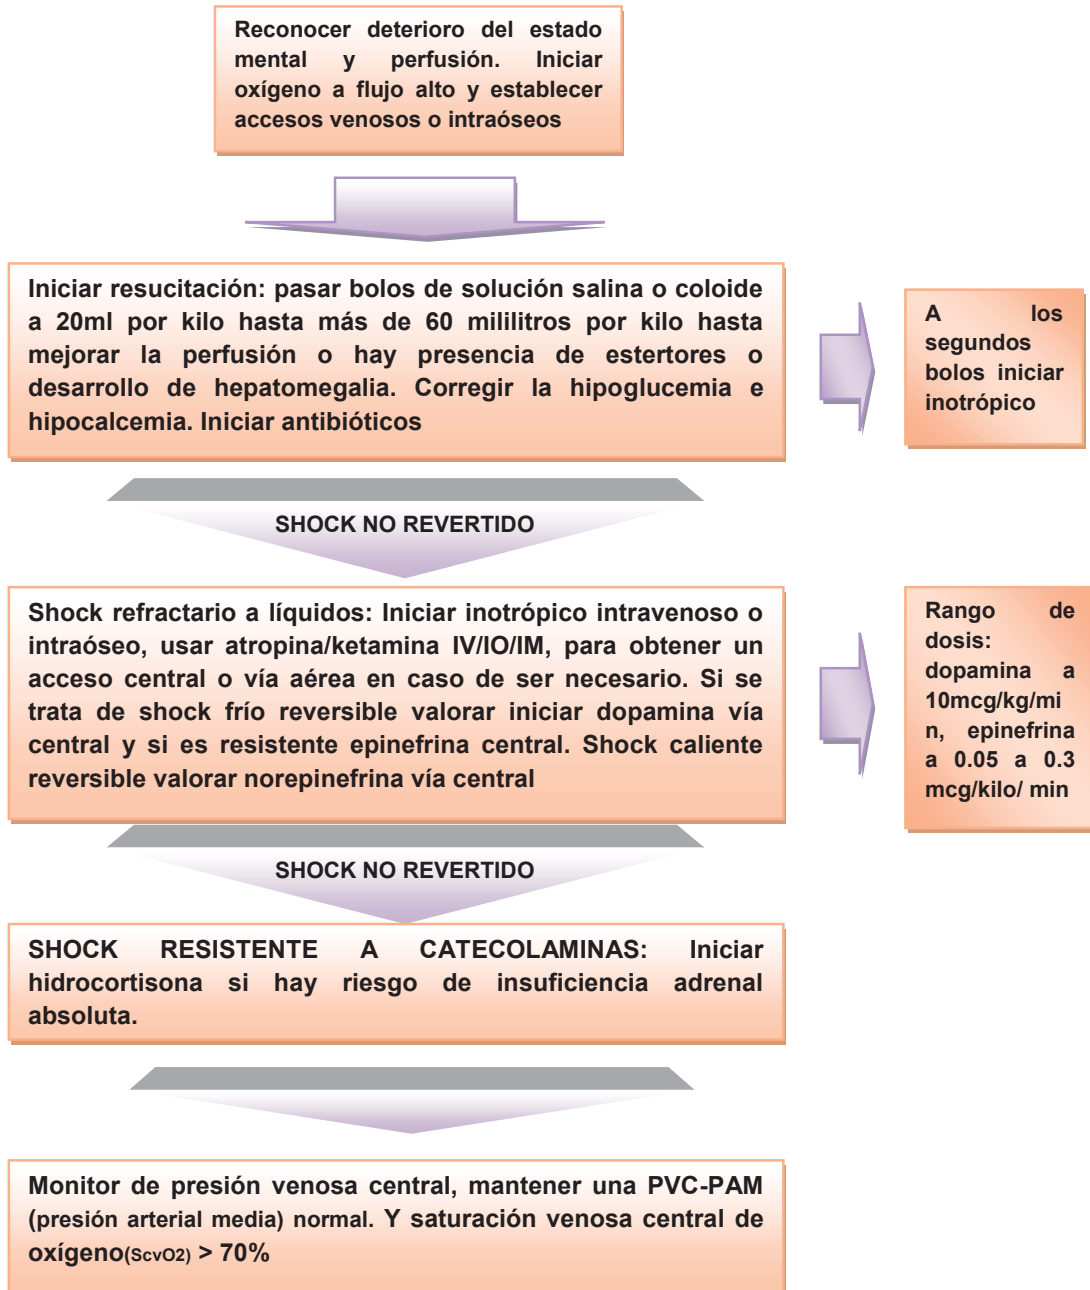 Reconocer deterioro del estado
mental y perfusión. Iniciar
oxígeno a flujo alto y establecer
accesos venosos o intraóseos
Iniciar resucitación: pasar bolos de solución salina o coloide
a 20ml por kilo hasta más de 60 mililitros por kilo hasta
mejorar la perfusión o hay presencia de estertores o
desarrollo de hepatomegalia. Corregir la hipoglucemia e
hipocalcemia. Iniciar antibióticos
A los
segundos
bolos iniciar
inotrópico
SHOCK NO REVERTIDO
Shock refractario a líquidos: Iniciar inotrópico intravenoso o
intraóseo, usar atropina/ketamina IV/IO/IM, para obtener un
acceso central o vía aérea en caso de ser necesario. Si se
trata de shock frío reversible valorar iniciar dopamina vía
central y si es resistente epinefrina central. Shock caliente
reversible valorar norepinefrina vía central
Rango de
dosis:
dopamina a
10mcg/kg/mi
n, epinefrina
a 0.05 a 0.3
mcg/kilo/ min
SHOCK NO REVERTIDO
SHOCK RESISTENTE A CATECOLAMINAS: Iniciar
hidrocortisona si hay riesgo de insuficiencia adrenal
absoluta.
Monitor de presión venosa central, mantener una PVC-PAM
(presión arterial media) normal. Y saturación venosa central de
oxígeno(ScvO2) > 70%